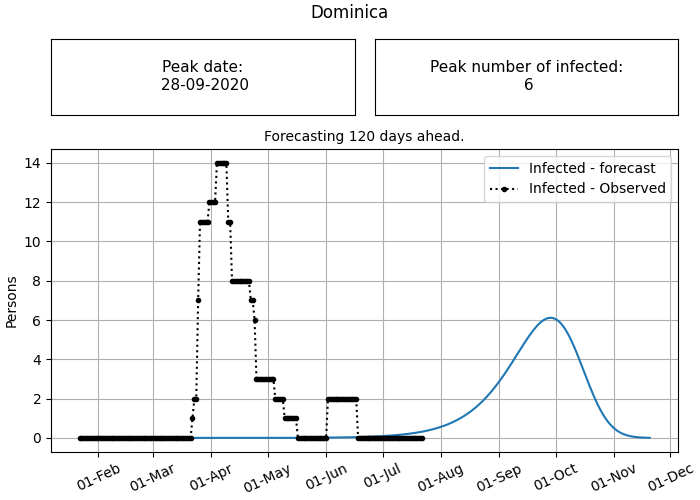 Dominica
Peak date:
28-09-2020
Peak number of infected:
6
Forecasting 120 days ahead.
Infected - forecast
Infected - Observed
Persons
14
12
10
8
6
4
2
0
01-Feb
01-Mar
01-Apr
01-May
01-Jun
01-Jul
01-Aug
01-Sep
01-Oct
01-Nov
01-Dec